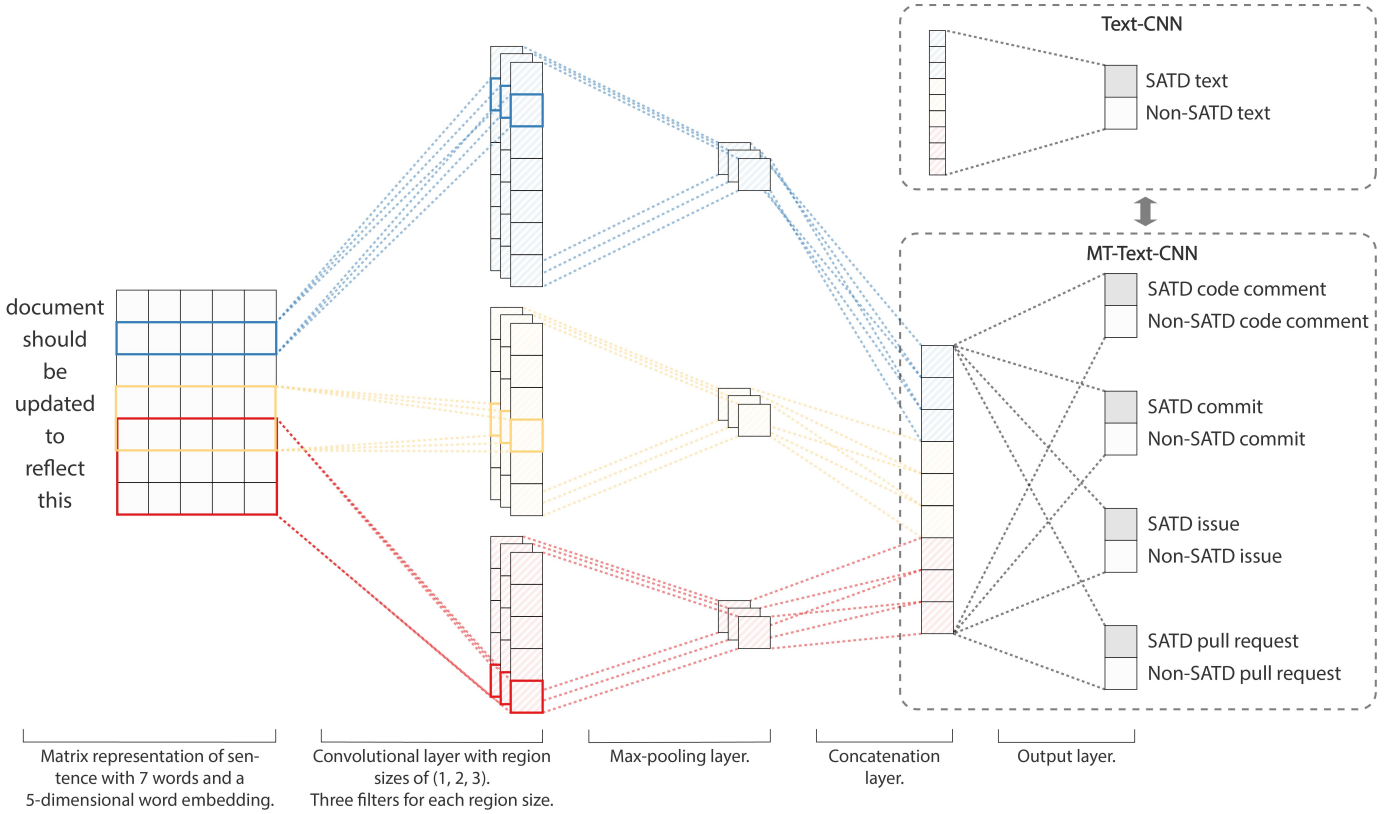 document
should
be
updated
to
reflect
this
Text-CNN
SATD text
Non-SATD text
MT-Text-CNN
SATD code comment
Non-SATD code comment
SATD commit
Non-SATD commit
SATD issue
Non-SATD issue
SATD pull request
Non-SATD pull request
Matrix representation of sen-
tence with 7 words and a
5-dimensional word embedding.
Convolutional layer with region
sizes of (1, 2, 3).
Three filters for each region size.
Max-pooling layer.
Concatenation
layer.
Output layer.